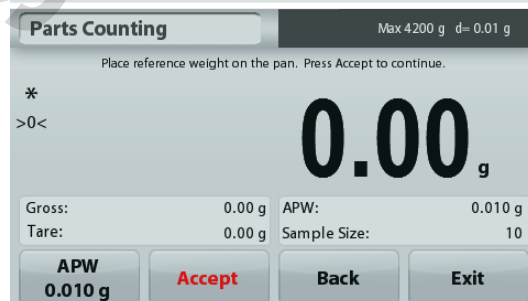 Parts Counting
Max 4200 g d= 0.01 g
Place reference weight on the pan. Press Accept to continue.
*
>0<
0.00 g
Gross: 0.00 g APW: 0.010 g
Tare: 0.00 g Sample Size: 10
APW
0.010 g
Accept
Back
Exit